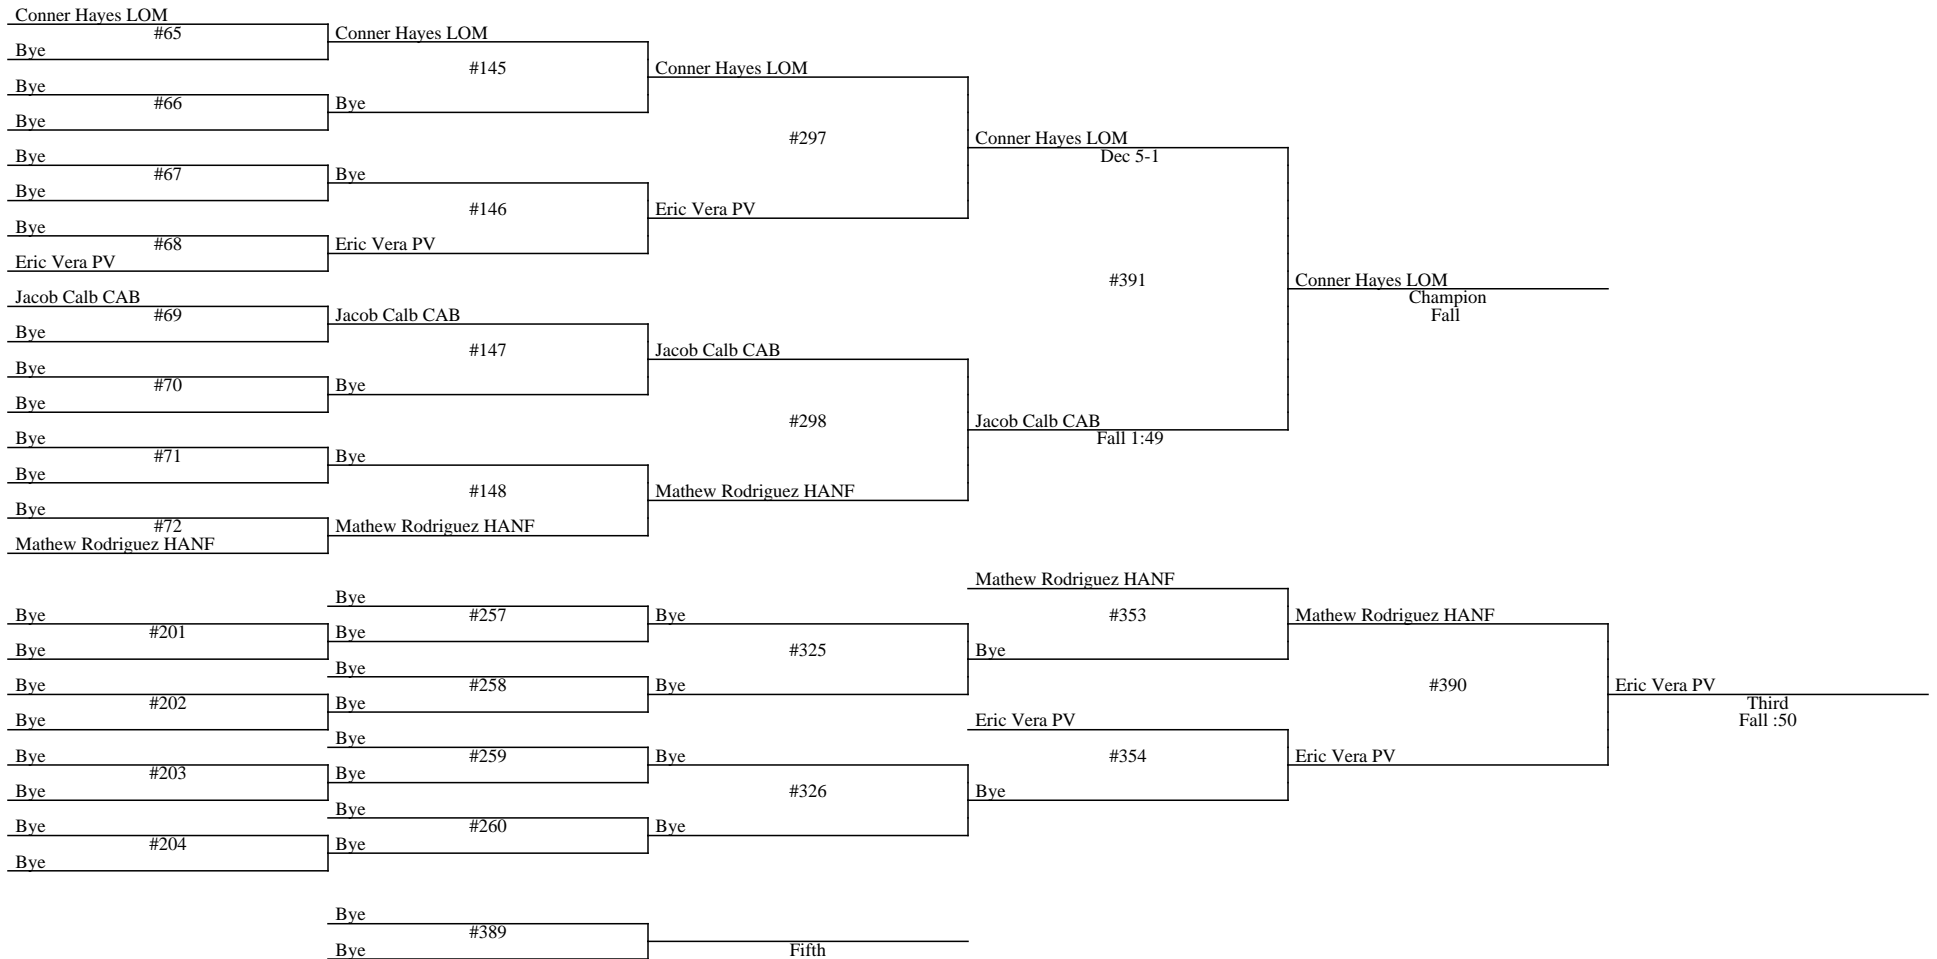 Conner Hayes LOM
#65
Bye
Conner Hayes LOM
#145
Bye
#66
Bye
Bye
Conner Hayes LOM
#297
Bye
#67
Bye
Bye
#146
Bye
#68
Eric Vera PV
Eric Vera PV
Eric Vera PV
Conner Hayes LOM
Dec 5-1
#391
Jacob Calb CAB
#69
Bye
Jacob Calb CAB
#147
Bye
#70
Bye
Bye
Jacob Calb CAB
#298
Bye
#71
Bye
Bye
#148
Bye
#72
Mathew Rodriguez HANF
Mathew Rodriguez HANF
Mathew Rodriguez HANF
Jacob Calb CAB
Fall 1:49
Conner Hayes LOM
Champion
Fall
Bye
#201
Bye
Bye
#257
Bye
Bye
#202
Bye
Bye
#258
Bye
Bye
#325
Bye
Mathew Rodriguez HANF
#353
Bye
Mathew Rodriguez HANF
#390
Bye
#203
Bye
Bye
#259
Bye
Bye
#204
Bye
Bye
#260
Bye
Bye
#326
Bye
Eric Vera PV
#354
Bye
Eric Vera PV
Eric Vera PV
Third
Fall :50
Bye
#389
Bye
Fifth